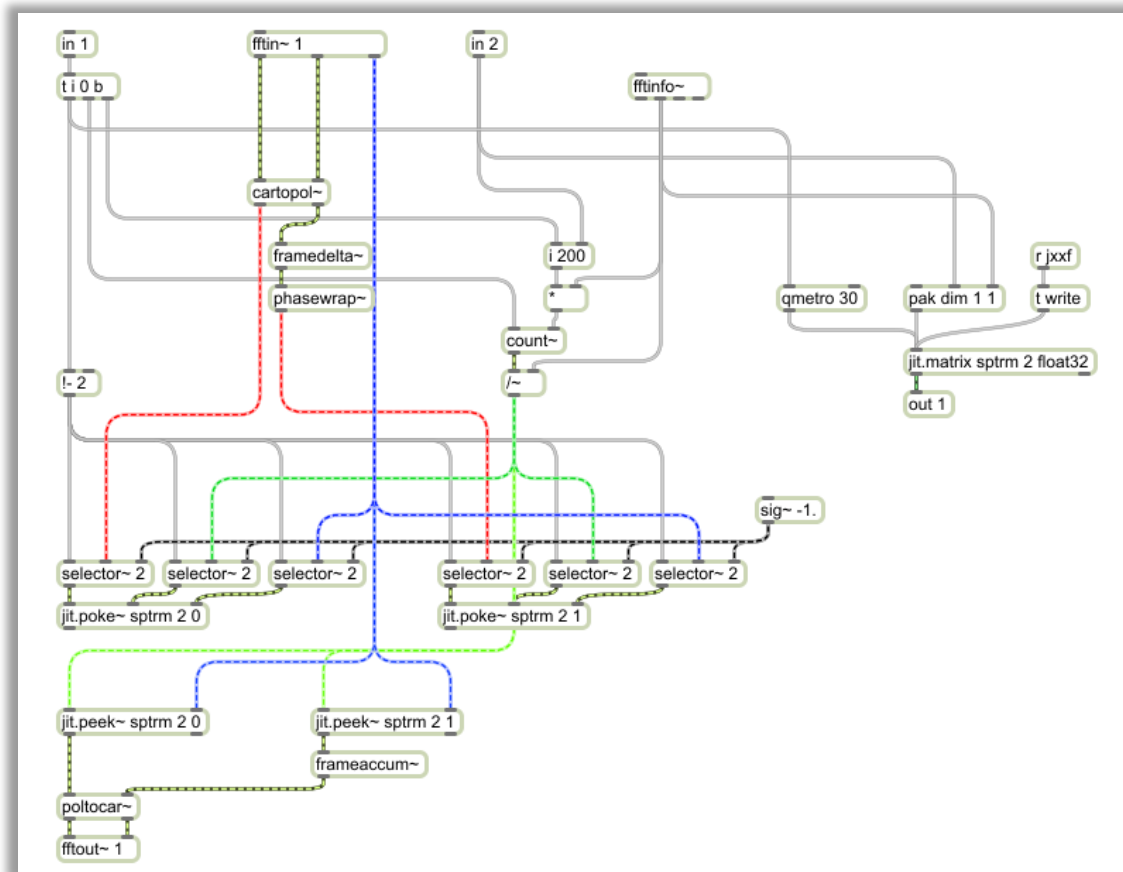 in 1
fftin~ 1
in 2
t i 0 b
fftinfo~
cartopol~
framedelta~
i 200
r jxxf
phasewrap~
*
qmetro 30
pak dim 1 1
t write
count~
!- 2
/~
jit.matrix sptrm 2 float32
out 1
sig~ -1.
selector~ 2
selector~ 2
selector~ 2
selector~ 2
selector~ 2
selector~ 2
jit.poke~ sptrm 2 0
jit.poke~ sptrm 2 1
jit.peek~ sptrm 2 0
jit.peek~ sptrm 2 1
frameaccum~
poltocar~
fftout~ 1